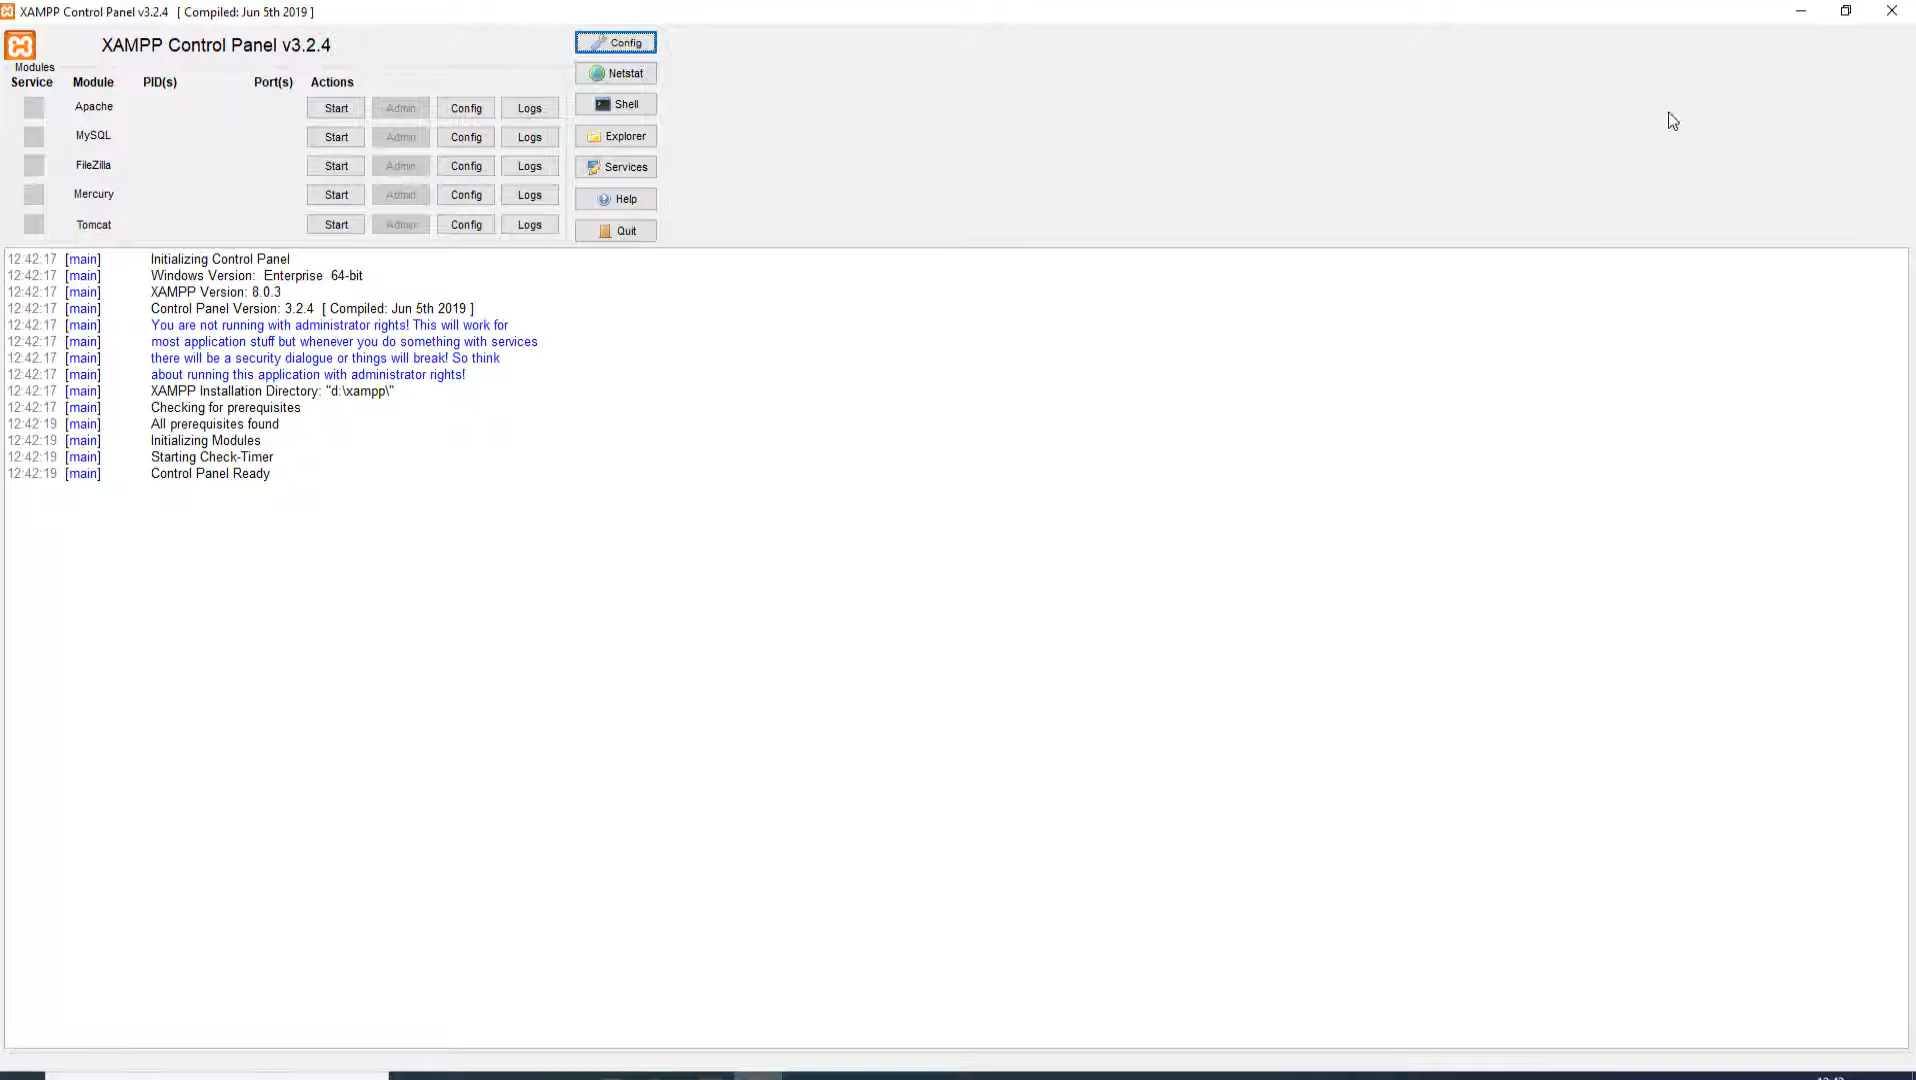 XAMPP Control Panel v3.2.4 [ Compiled: Jun 5th 2019 ]
XAMPP Control Panel v3.2.4
Config
Modules
Service Module PID(s) Port(s) Actions
Netstat
Apache Start Admin Config Logs
Shell
MySQL Start Admin Config Logs
Explorer
FileZilla Start Admin Config Logs
Services
Mercury Start Admin Config Logs
Help
Tomcat Start Admin Config Logs
Quit
12:42:17 [main] Initializing Control Panel
12:42:17 [main] Windows Version: Enterprise 64-bit
12:42:17 [main] XAMPP Version: 8.0.3
12:42:17 [main] Control Panel Version: 3.2.4 [ Compiled: Jun 5th 2019 ]
12:42:17 [main] You are not running with administrator rights! This will work for
12:42:17 [main] most application stuff but whenever you do something with services
12:42:17 [main] there will be a security dialogue or things will break! So think
12:42:17 [main] about running this application with administrator rights!
12:42:17 [main] XAMPP Installation Directory: "d:\xampp\"
12:42:17 [main] Checking for prerequisites
12:42:19 [main] All prerequisites found
12:42:19 [main] Initializing Modules
12:42:19 [main] Starting Check-Timer
12:42:19 [main] Control Panel Ready